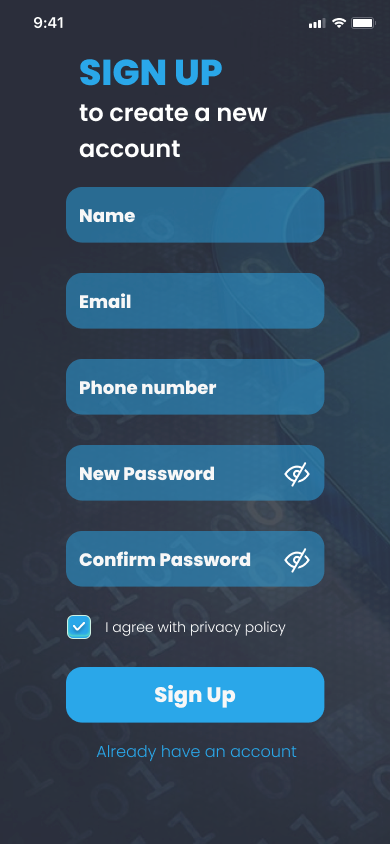 9:41
SIGN UP
to create a new
account
Name
Email
Phone number
New Password
Confirm Password
I agree with privacy policy
Sign Up
Already have an account